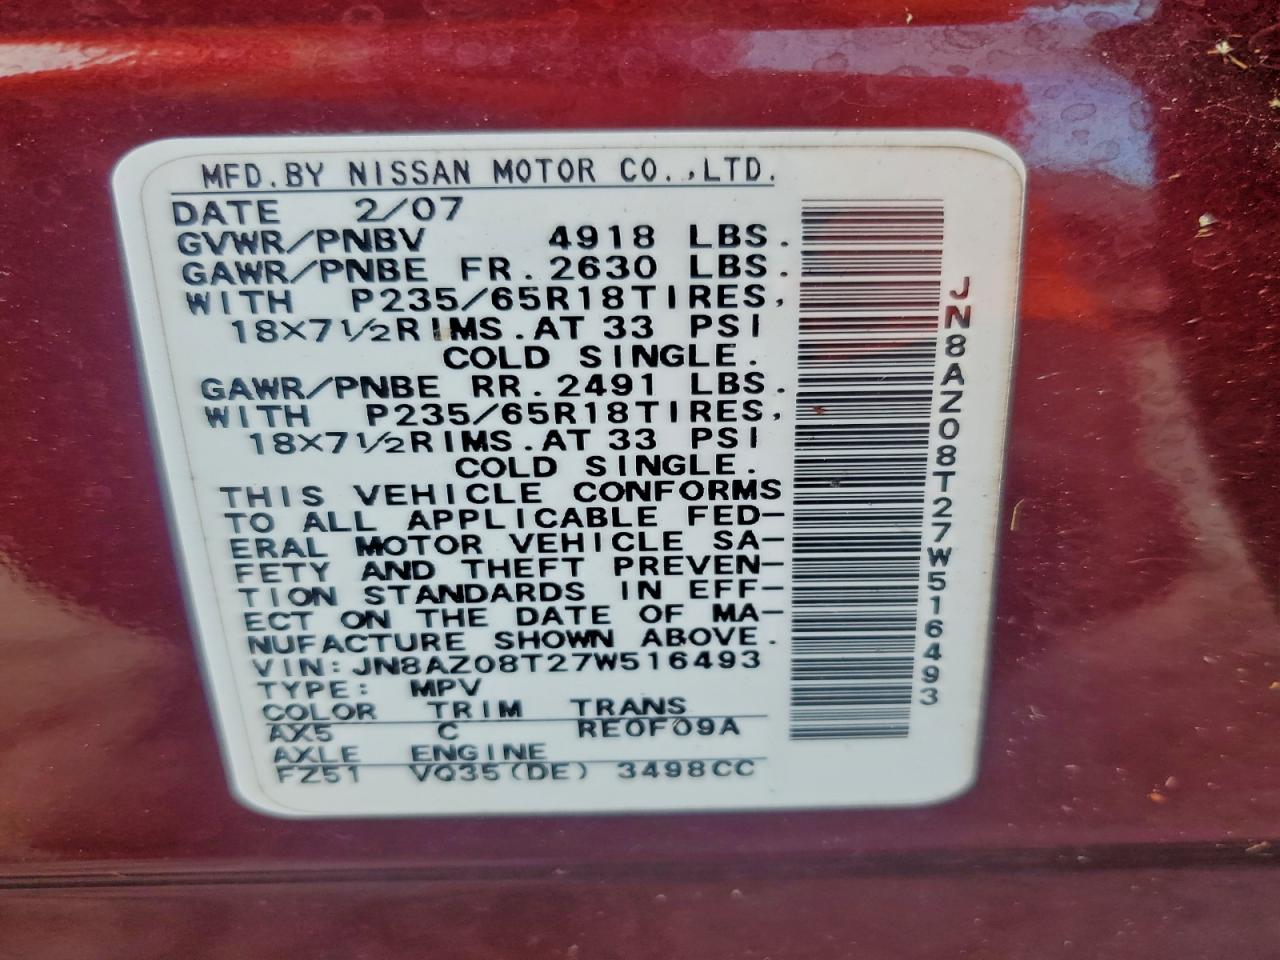 MFD.BY NISSAN MOTOR CO.,LTD.
DATE 2/07
GVWR/PNBV 4918 LBS.
GAWR/PNBE FR.2630 LBS.
WITH P235/65R18TIRES,
18X7 1/2RIMS.AT 33 PSI
COLD SINGLE.
GAWR/PNBE RR.2491 LBS.
WITH P235/65R18TIRES,
18X7 1/2RIMS.AT 33 PSI
COLD SINGLE.
THIS VEHICLE CONFORMS
TO ALL APPLICABLE FED-
ERAL MOTOR VEHICLE SA-
FETY AND THEFT PREVEN-
TION STANDARDS IN EFF-
ECT ON THE DATE OF MA-
NUFACTURE SHOWN ABOVE.
VIN:JN8AZ08T27W516493
TYPE: MPV
COLOR TRIM TRANS
AX5 C RE0F09A
AXLE ENGINE
FZ51 VQ35(DE) 3498CC
JN8AZ08T27W516493